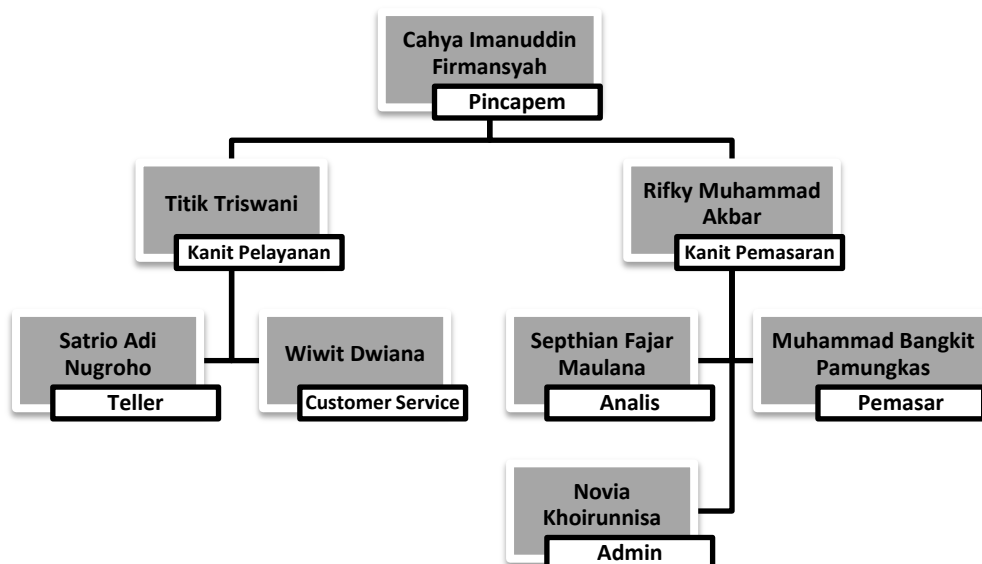 Cahya Imanuddin
Firmansyah
Pincapem
Titik Triswani
Kanit Pelayanan
Rifky Muhammad
Akbar
Kanit Pemasaran
Satrio Adi
Nugroho
Teller
Wiwit Dwiana
Customer Service
Septhian Fajar
Maulana
Analis
Muhammad Bangkit
Pamungkas
Pemasar
Novia
Khoirunnisa
Admin